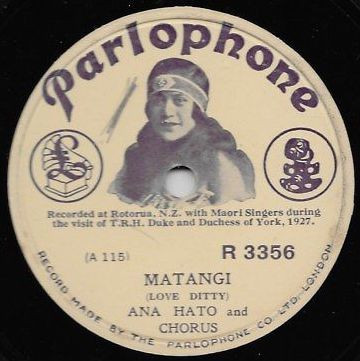 Parlophone
Recorded at Rotorua, N.Z. with Maori Singers during
the visit of T.R.H. Duke and Duchess of York, 1927.
(A 115)
R 3356
MATANGI
(LOVE DITTY)
ANA HATO and
CHORUS
RECORD MADE BY THE PARLOPHONE CO. LTD. LONDON